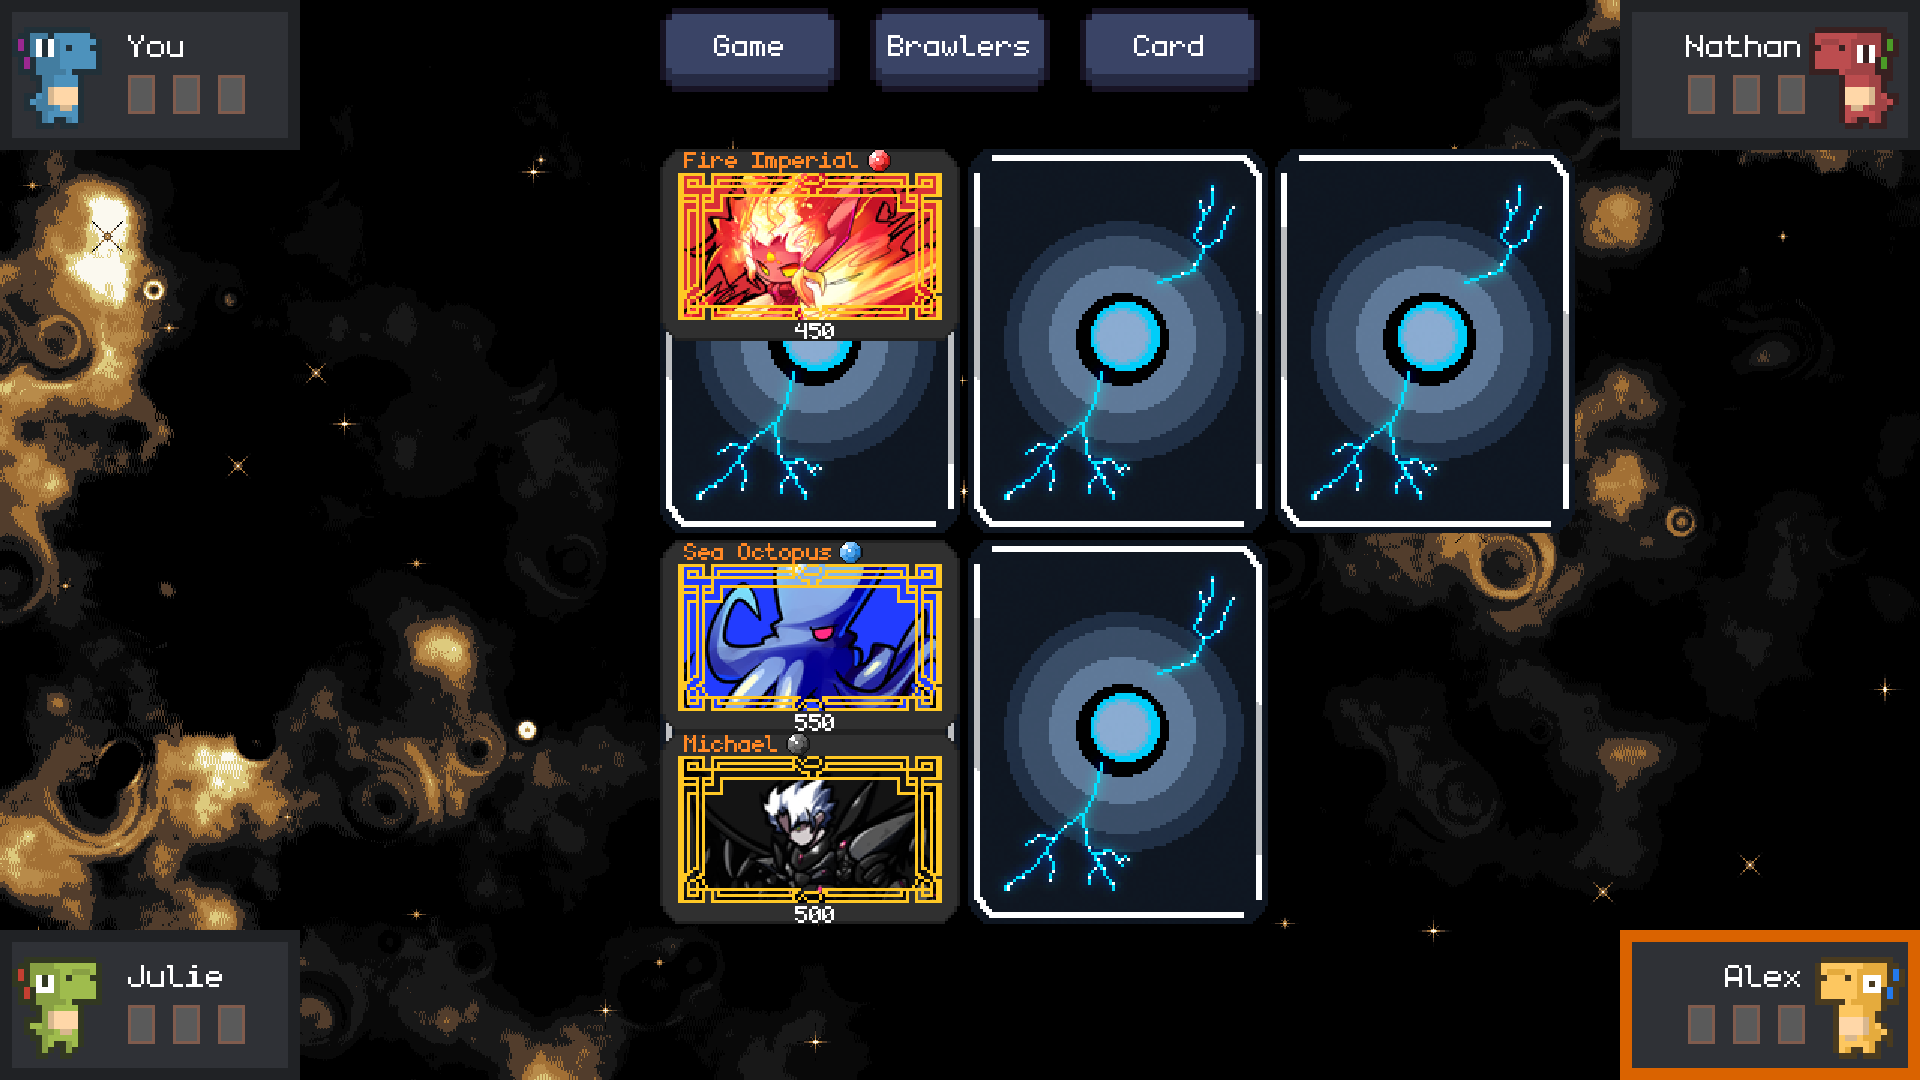 You
Game
Brawlers
Card
Nathan
Fire Imperial
450
Sea Octopus
550
Michael
500
Julie
Alex